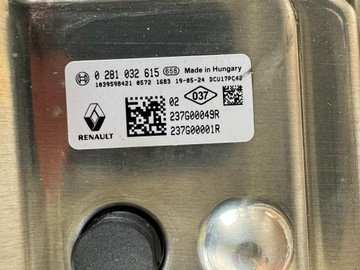 0 281 032 615 658 Made in Hungary
1039S98421 0572 1683 19-05-24 DCU17PC42
02 037
237G00049R
237G00001R
RENAULT